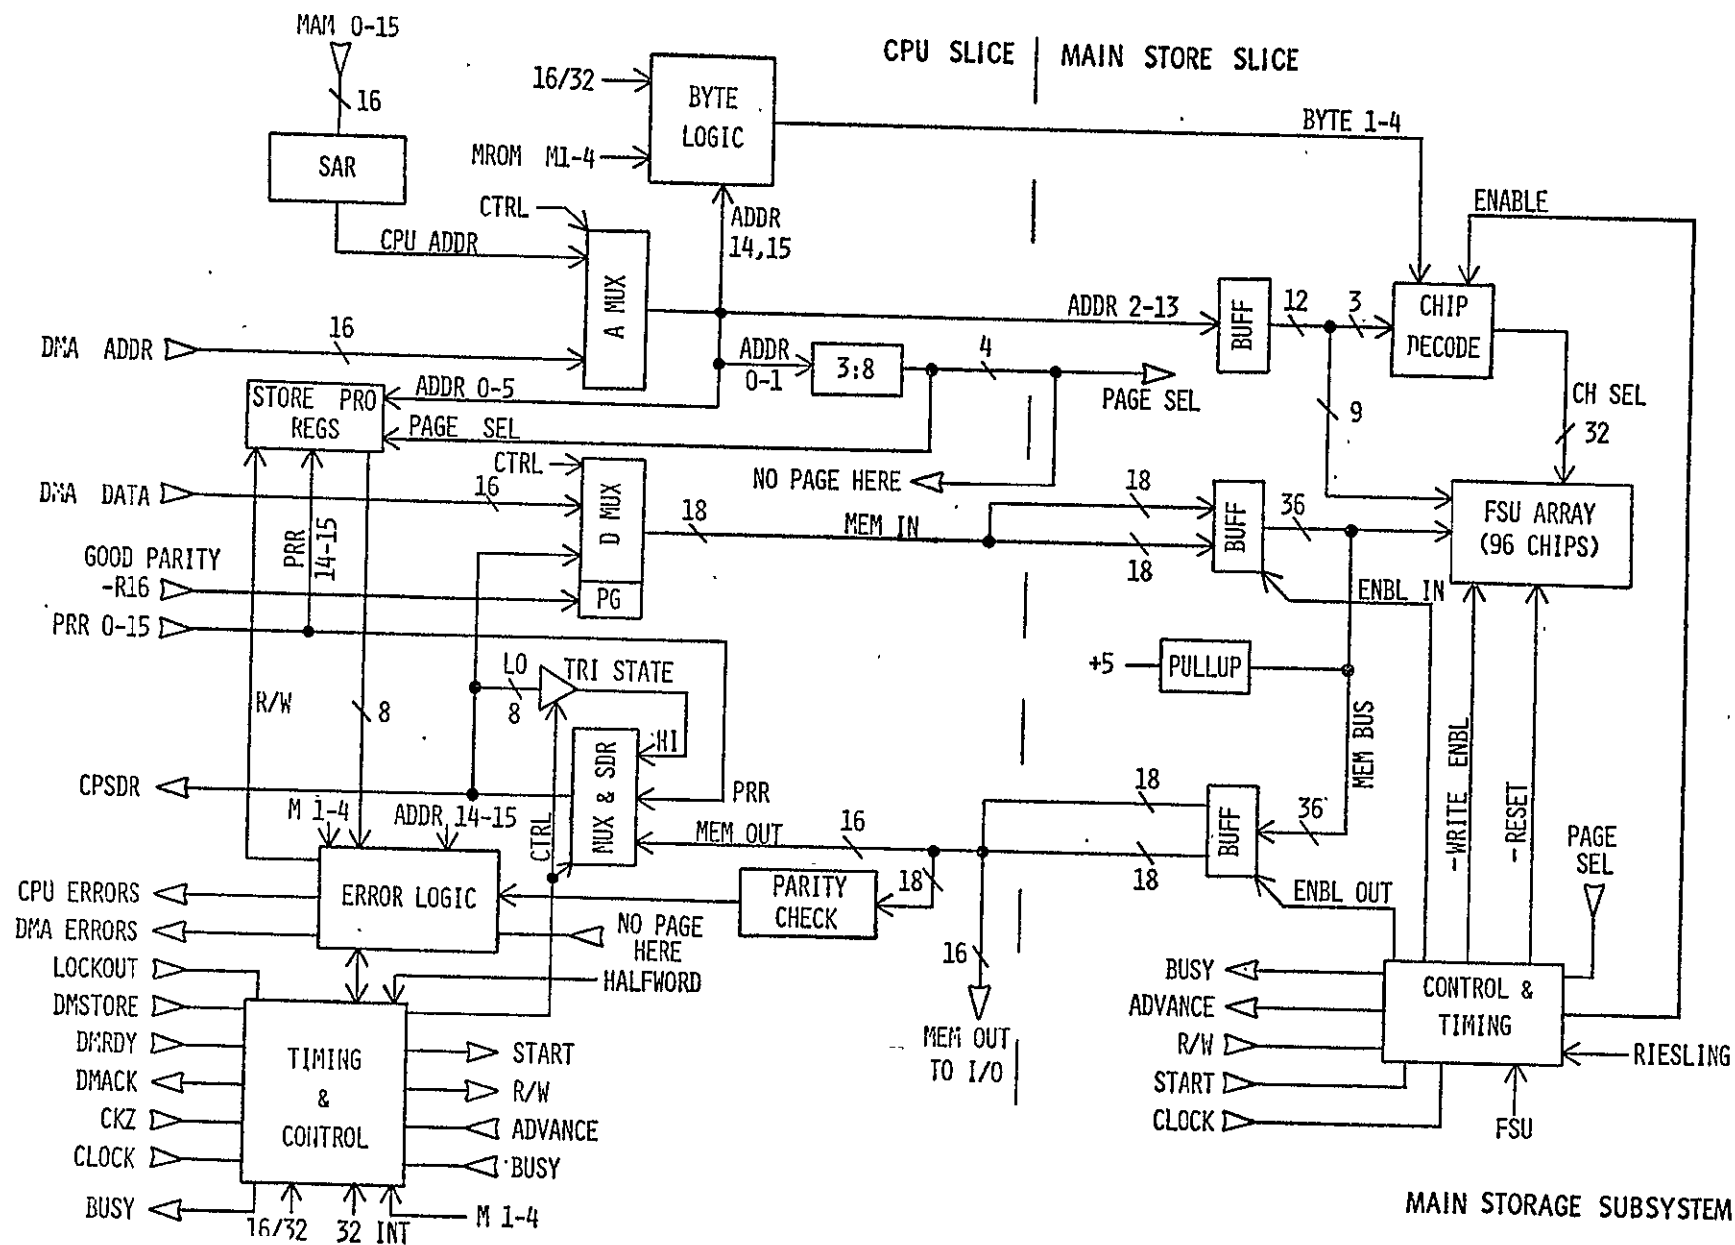 MAM 0-15
16
SAR
CPU ADDR
CTRL
A MUX
DMA ADDR
16
16/32
MROM M1-4
BYTE
LOGIC
ADDR
14,15
CPU SLICE
MAIN STORE SLICE
BYTE 1-4
ENABLE
ADDR 2-13
BUFF
12
3
CHIP
DECODE
9
CH SEL
32
ADDR
0-1
3:8
4
PAGE SEL
NO PAGE HERE
STORE PRO
REGS
ADDR 0-5
PAGE SEL
CTRL
DMA DATA
16
D MUX
PG
18
MEM IN
18
18
BUFF
36
FSU ARRAY
(96 CHIPS)
ENBL IN
GOOD PARITY
-R16
PRR
14-15
PRR 0-15
R/W
8
LO
8
TRI STATE
HI
MUX & SDR
PRR
MEM OUT
16
CTRL
+5
PULLUP
MEM BUS
-WRITE ENBL
-RESET
PAGE
SEL
CPSDR
M 1-4
ADDR 14-15
18
18
BUFF
36
ENBL OUT
CPU ERRORS
DMA ERRORS
ERROR LOGIC
PARITY
CHECK
18
NO PAGE
HERE
HALFWORD
16
MEM OUT
TO I/O
LOCKOUT
DMSTORE
DMRDY
DMACK
CKZ
CLOCK
BUSY
TIMING
&
CONTROL
START
R/W
ADVANCE
BUSY
16/32
32 INT
M 1-4
BUSY
ADVANCE
R/W
START
CLOCK
CONTROL &
TIMING
RIESLING
FSU
MAIN STORAGE SUBSYSTEM